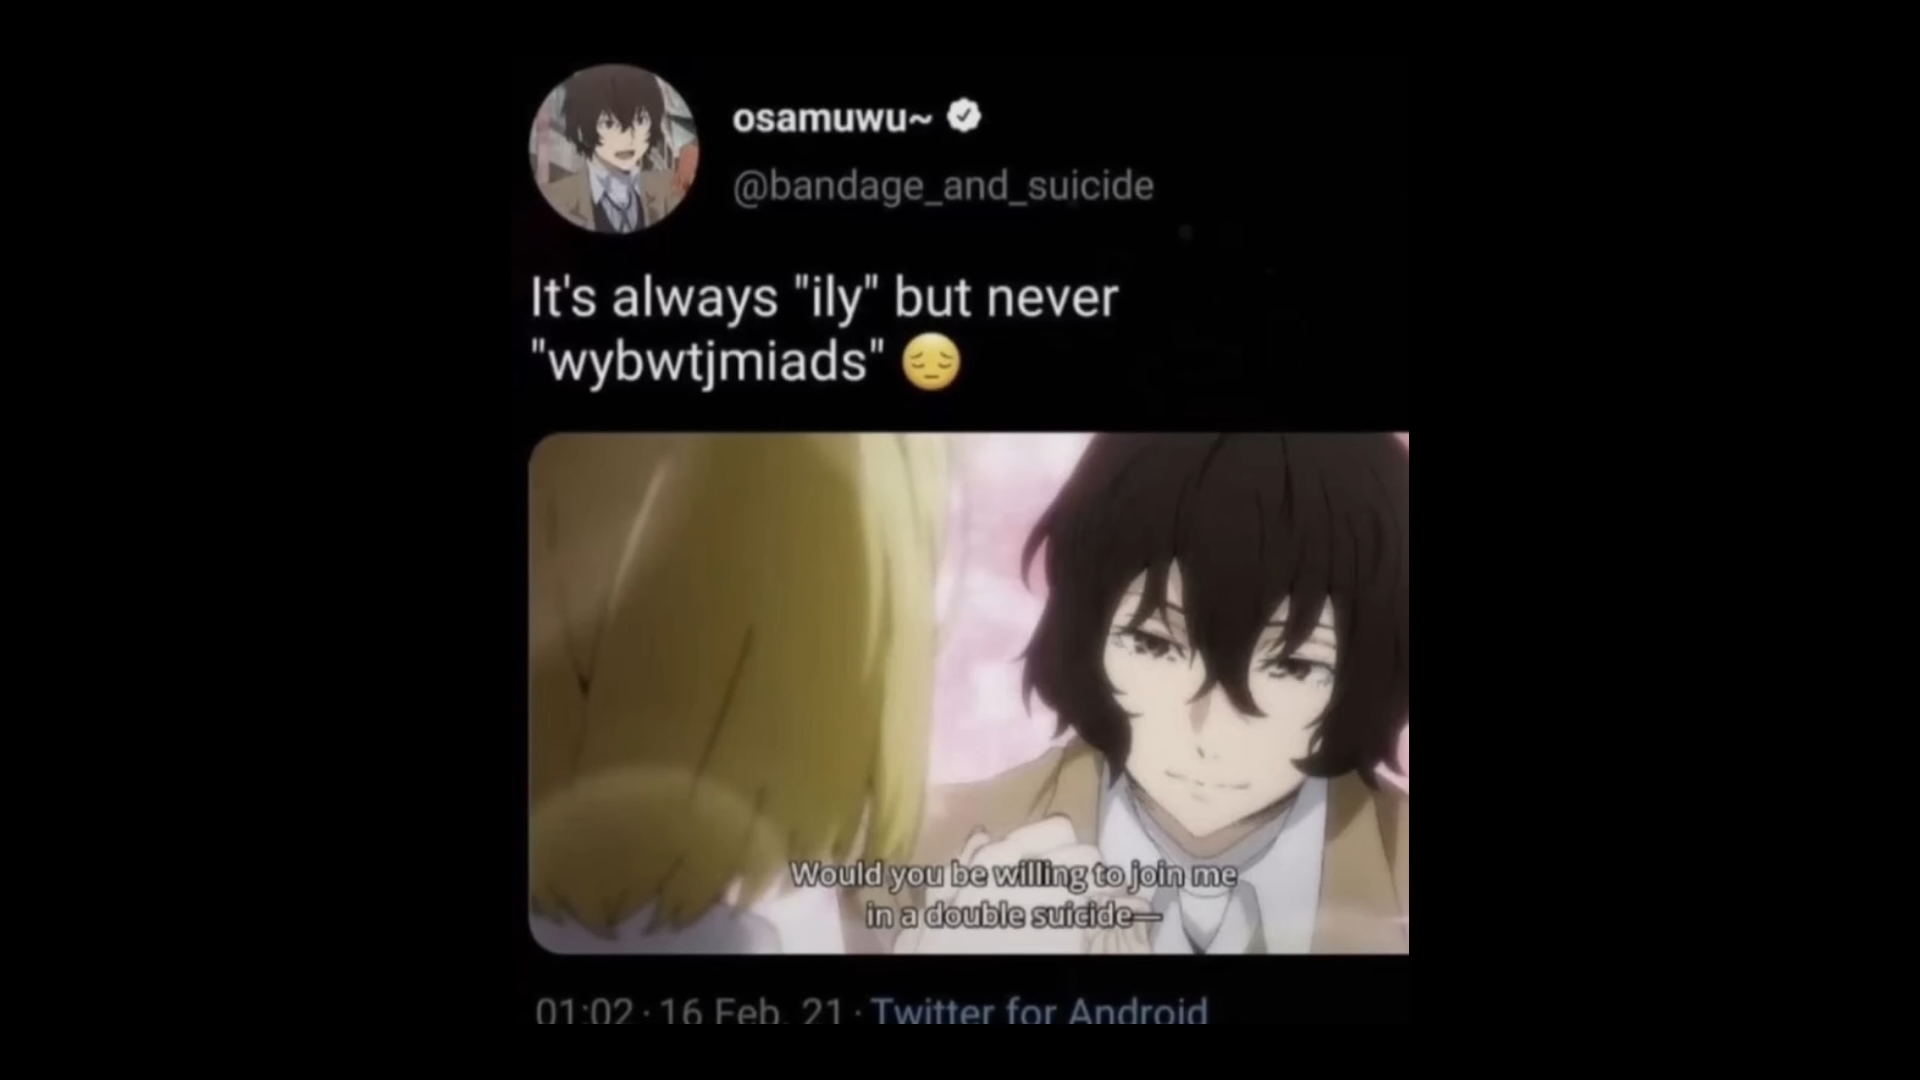 osamuwu~
@bandage_and_suicide
It's always "ily" but never
"wybwtjmiads" 😔
Would you be willing to join me
in a double suicide—
01:02 · 16 Feb. 21 · Twitter for Android